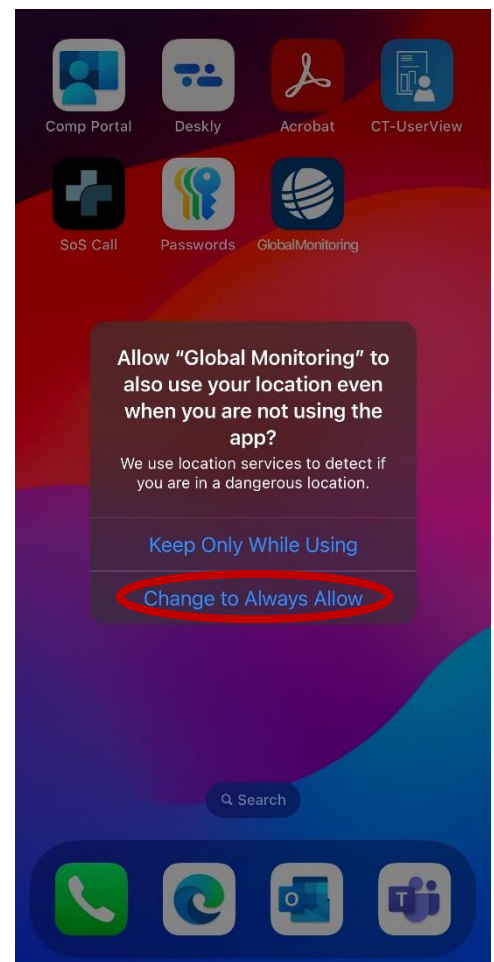 Comp Portal Deskly Acrobat CT-UserView
SoS Call Passwords GlobalMonitoring
Allow “Global Monitoring” to
also use your location even
when you are not using the
app?
We use location services to detect if
you are in a dangerous location.
Keep Only While Using
Change to Always Allow
Search